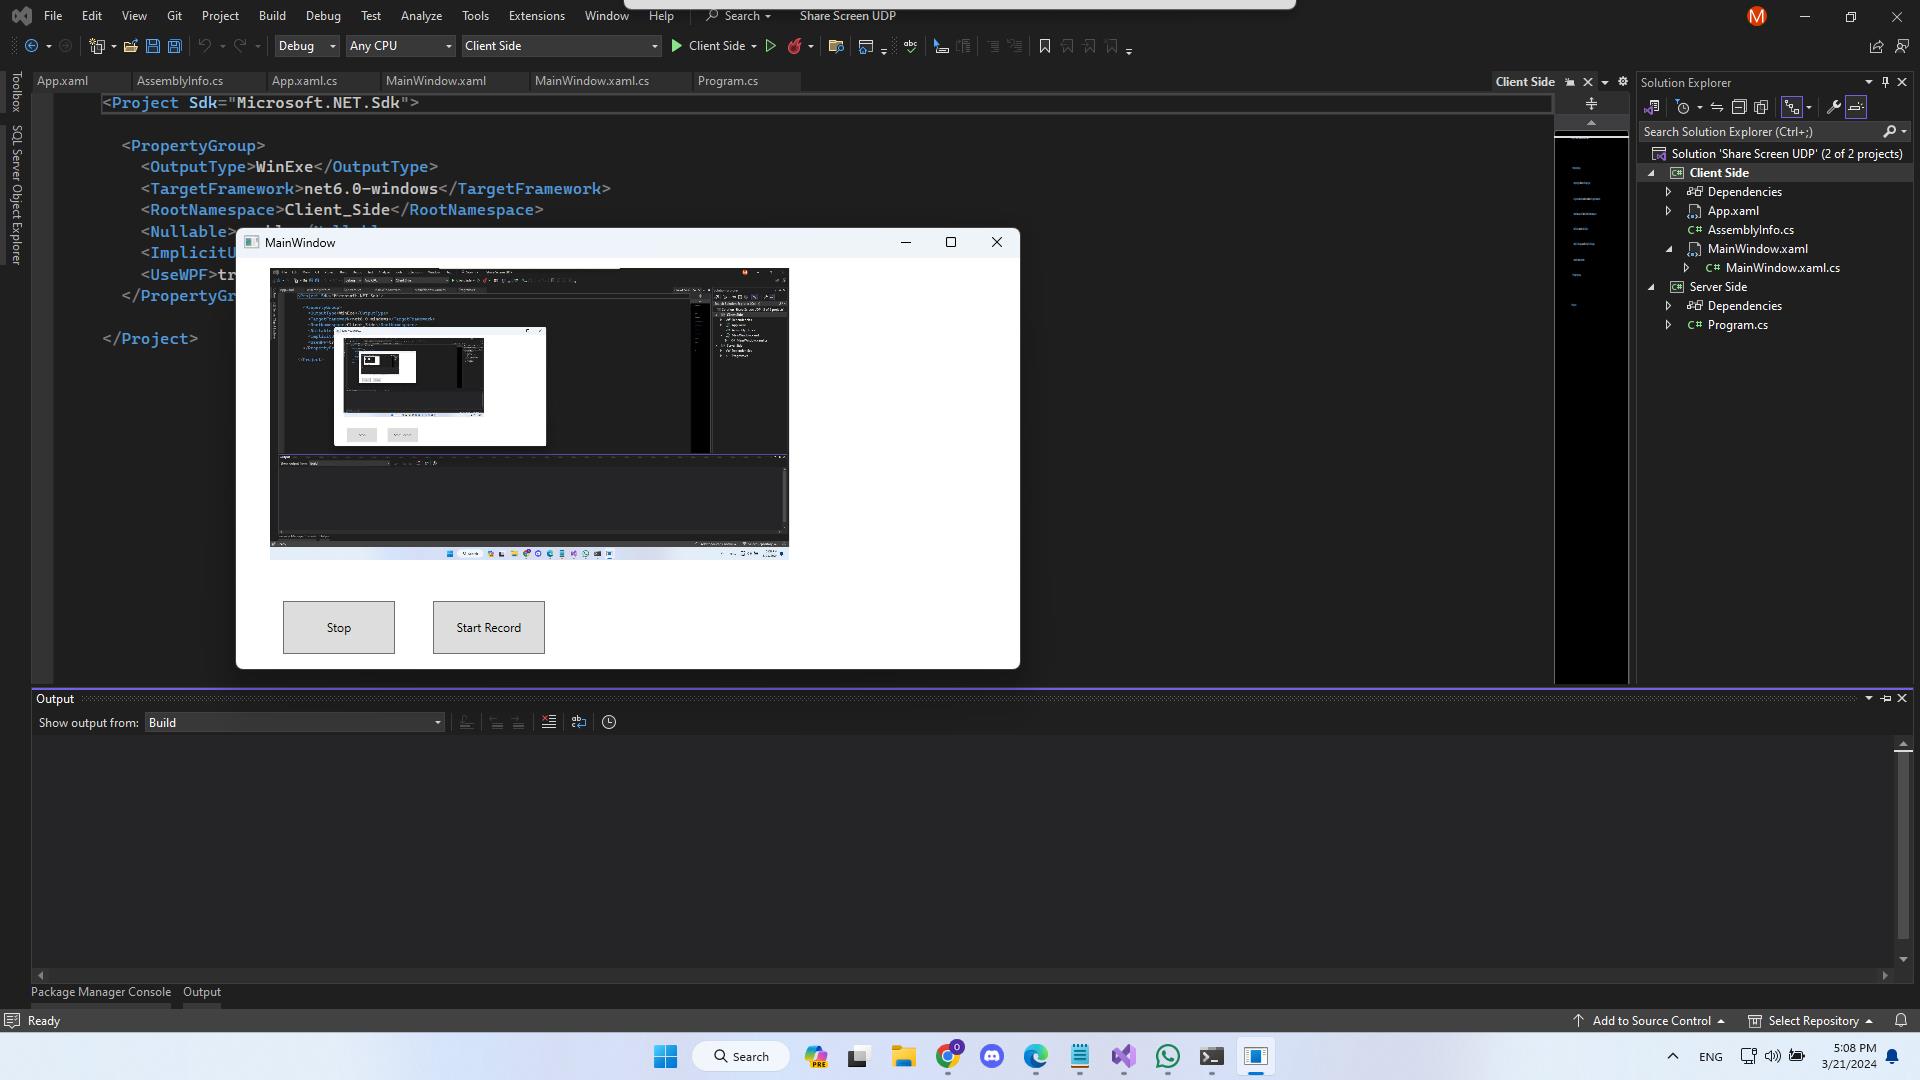 File Edit View Git Project Build Debug Test Analyze Tools Extensions Window Help Search Share Screen UDP M
Debug Any CPU Client Side Client Side
App.xaml AssemblyInfo.cs App.xaml.cs MainWindow.xaml MainWindow.xaml.cs Program.cs Client Side
Toolbox
SQL Server Object Explorer
<Project Sdk="Microsoft.NET.Sdk">
<PropertyGroup>
<OutputType>WinExe</OutputType>
<TargetFramework>net6.0-windows</TargetFramework>
<RootNamespace>Client_Side</RootNamespace>
<Nullable>
<ImplicitU
<UseWPF>tr
</PropertyGr
</Project>
MainWindow
Stop
Start Record
Solution Explorer
Search Solution Explorer (Ctrl+;)
Solution 'Share Screen UDP' (2 of 2 projects)
C# Client Side
Dependencies
App.xaml
C# AssemblyInfo.cs
MainWindow.xaml
C# MainWindow.xaml.cs
C# Server Side
Dependencies
C# Program.cs
Output
Show output from: Build
Package Manager Console Output
Ready Add to Source Control Select Repository
Search PRE 0 ENG 5:08 PM
3/21/2024